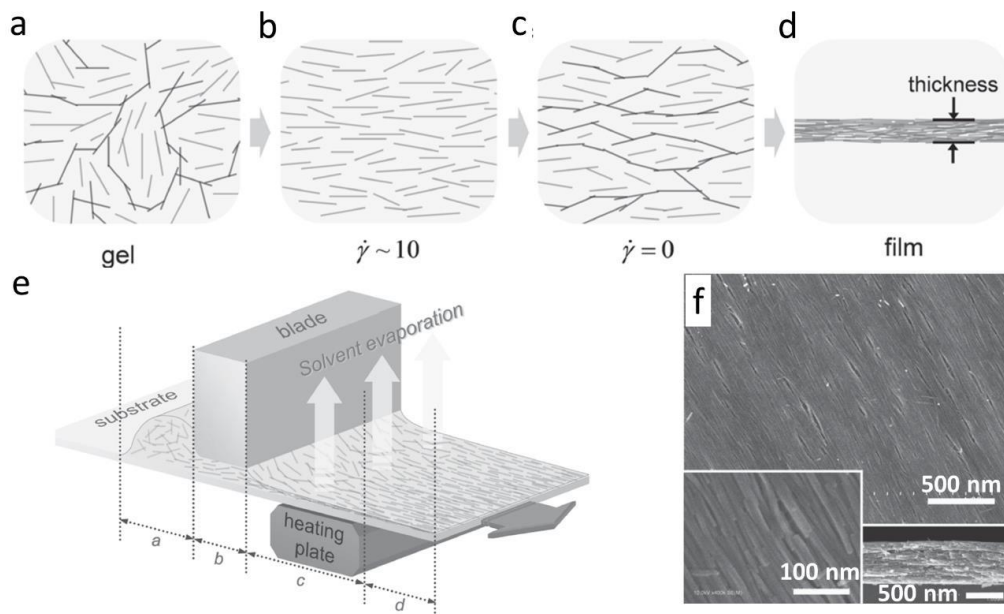 a
b
c
d
thickness
gel
γ̇ ~ 10
γ̇ = 0
film
e
f
blade
Solvent evaporation
substrate
heating
plate
a
b
c
d
500 nm
100 nm
500 nm